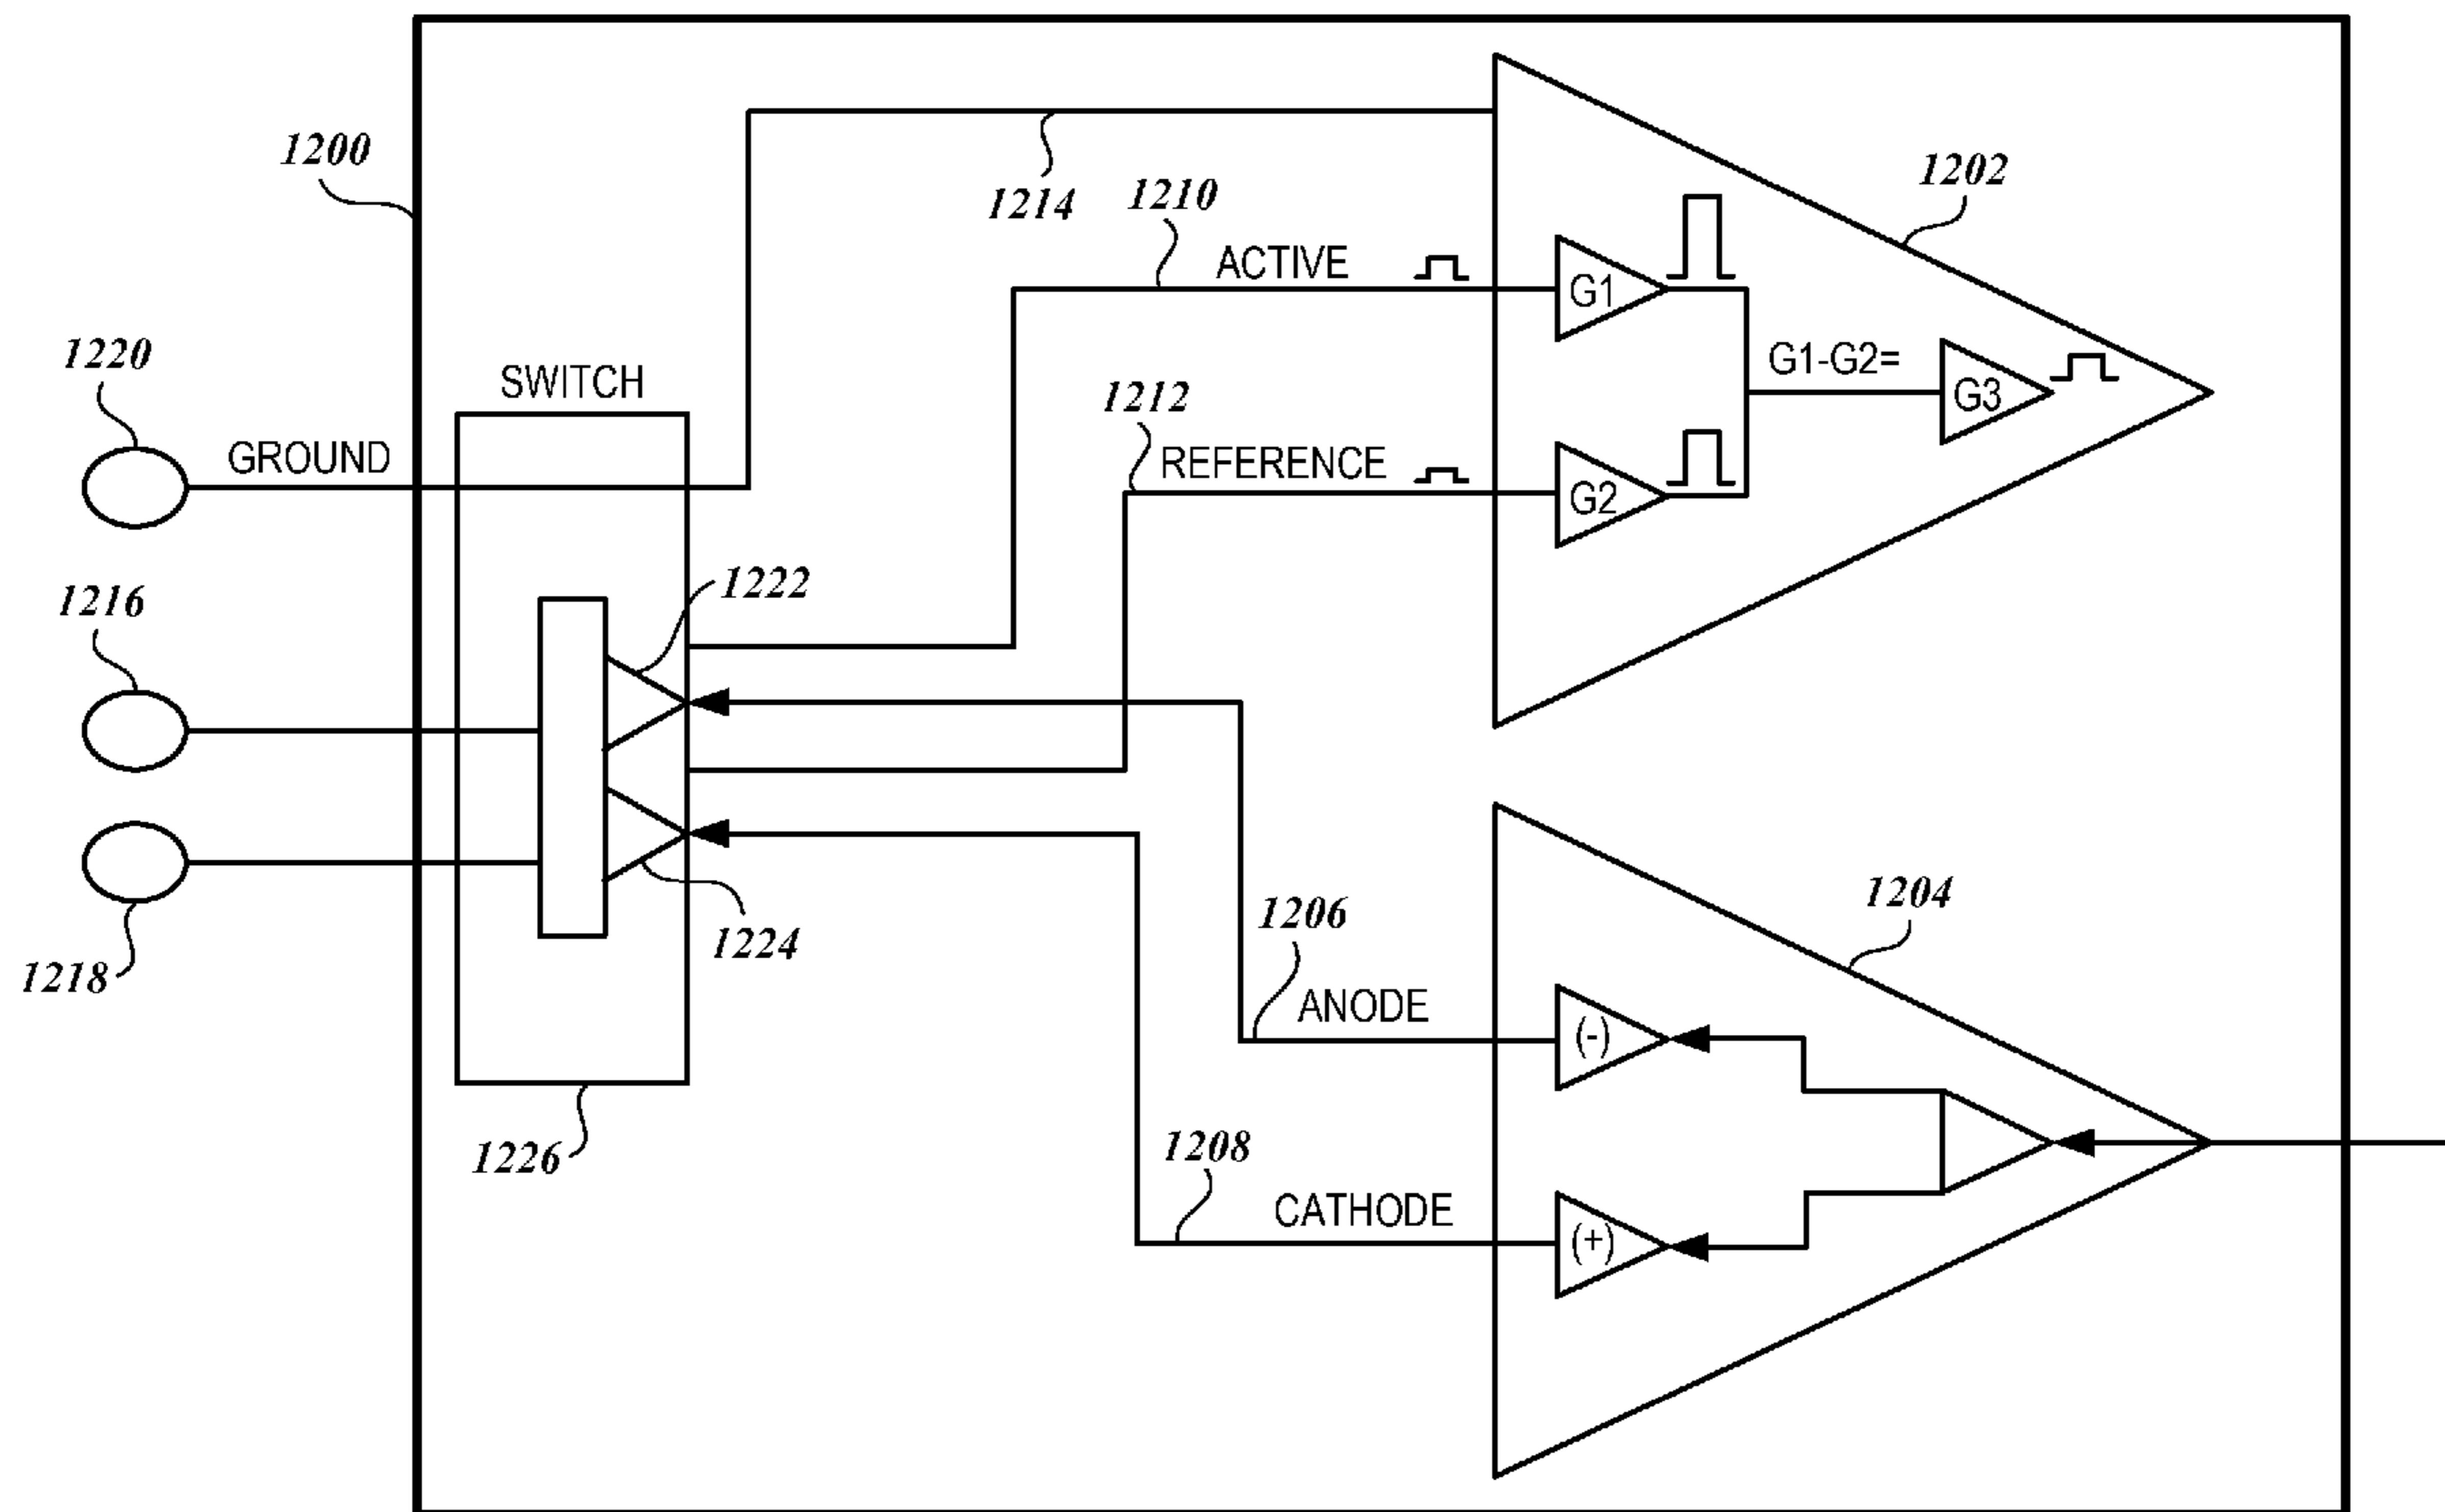 1200
1202
1214
1210
ACTIVE
G1
1220
SWITCH
G1-G2=
G3
1212
GROUND
REFERENCE
G2
1216
1222
1204
1206
1224
1218
ANODE
(-)
1226
1208
CATHODE
(+)